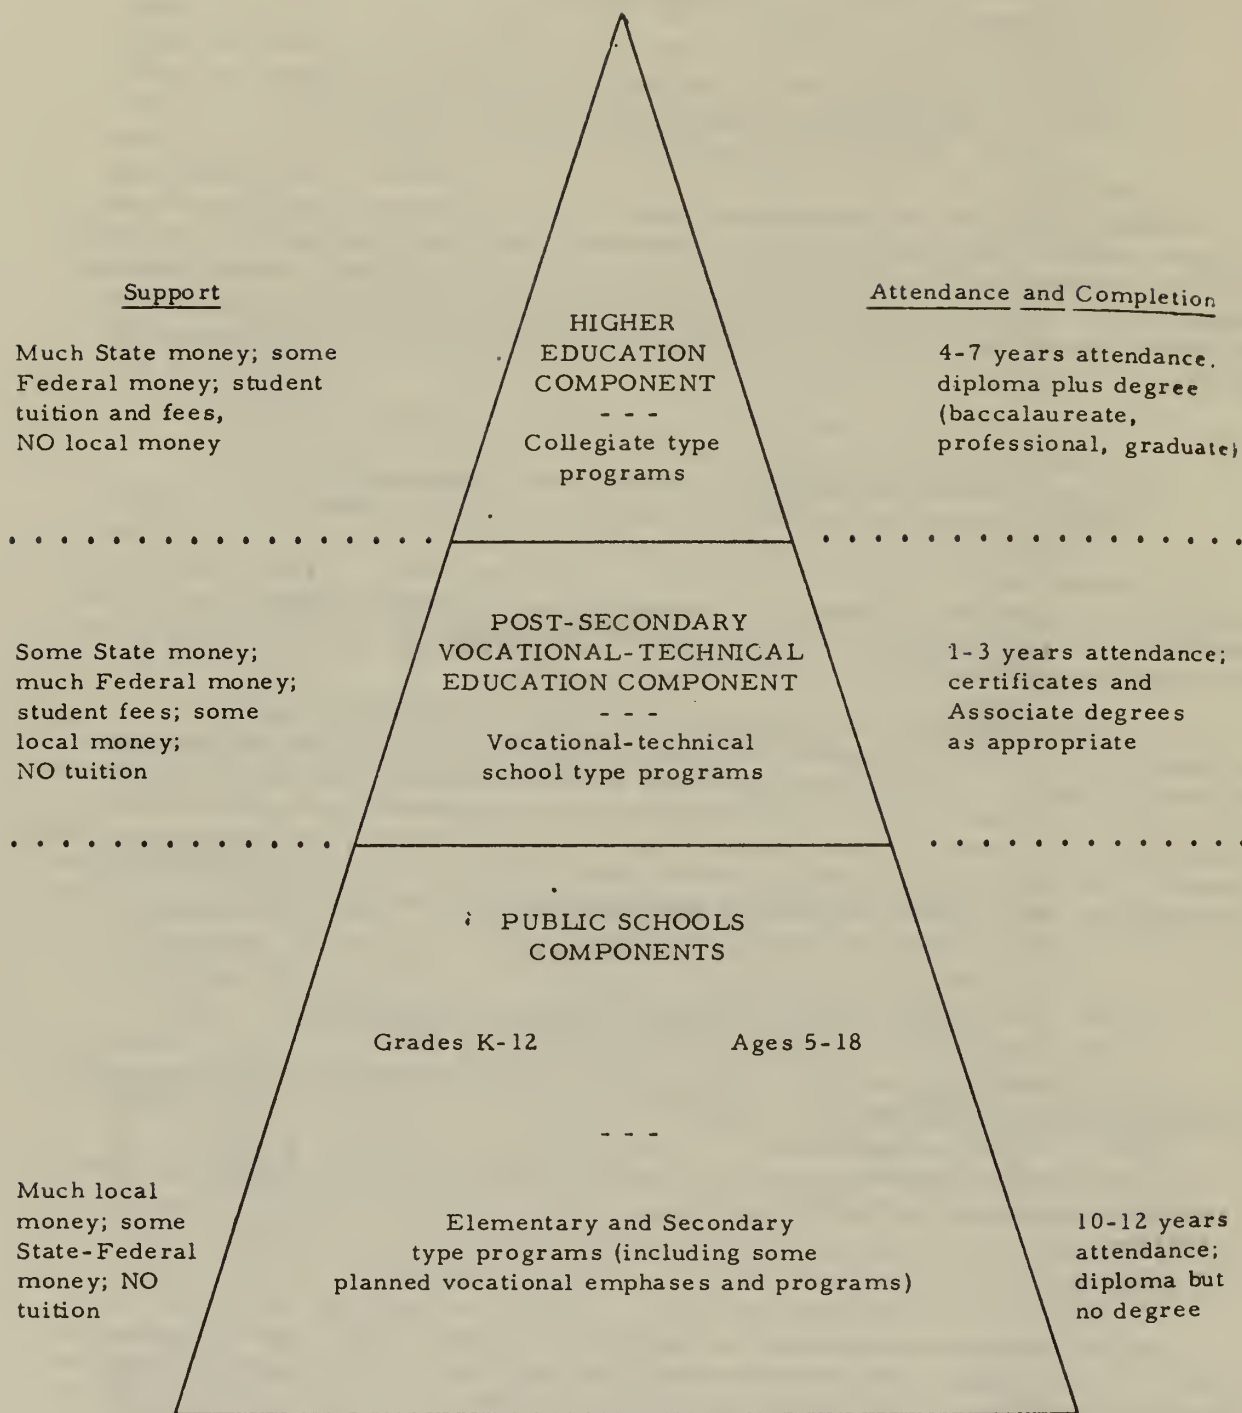 Support
Attendance and Completion
Much State money; some
Federal money; student
tuition and fees,
NO local money
HIGHER
EDUCATION
COMPONENT
- - -
Collegiate type
programs
4-7 years attendance.
diploma plus degree
(baccalaureate,
professional, graduate)
Some State money;
much Federal money;
student fees; some
local money;
NO tuition
POST-SECONDARY
VOCATIONAL-TECHNICAL
EDUCATION COMPONENT
- - -
Vocational-technical
school type programs
1-3 years attendance;
certificates and
Associate degrees
as appropriate
PUBLIC SCHOOLS
COMPONENTS
Grades K-12
Ages 5-18
- - -
Much local
money; some
State-Federal
money; NO
tuition
Elementary and Secondary
type programs (including some
planned vocational emphases and programs)
10-12 years
attendance;
diploma but
no degree